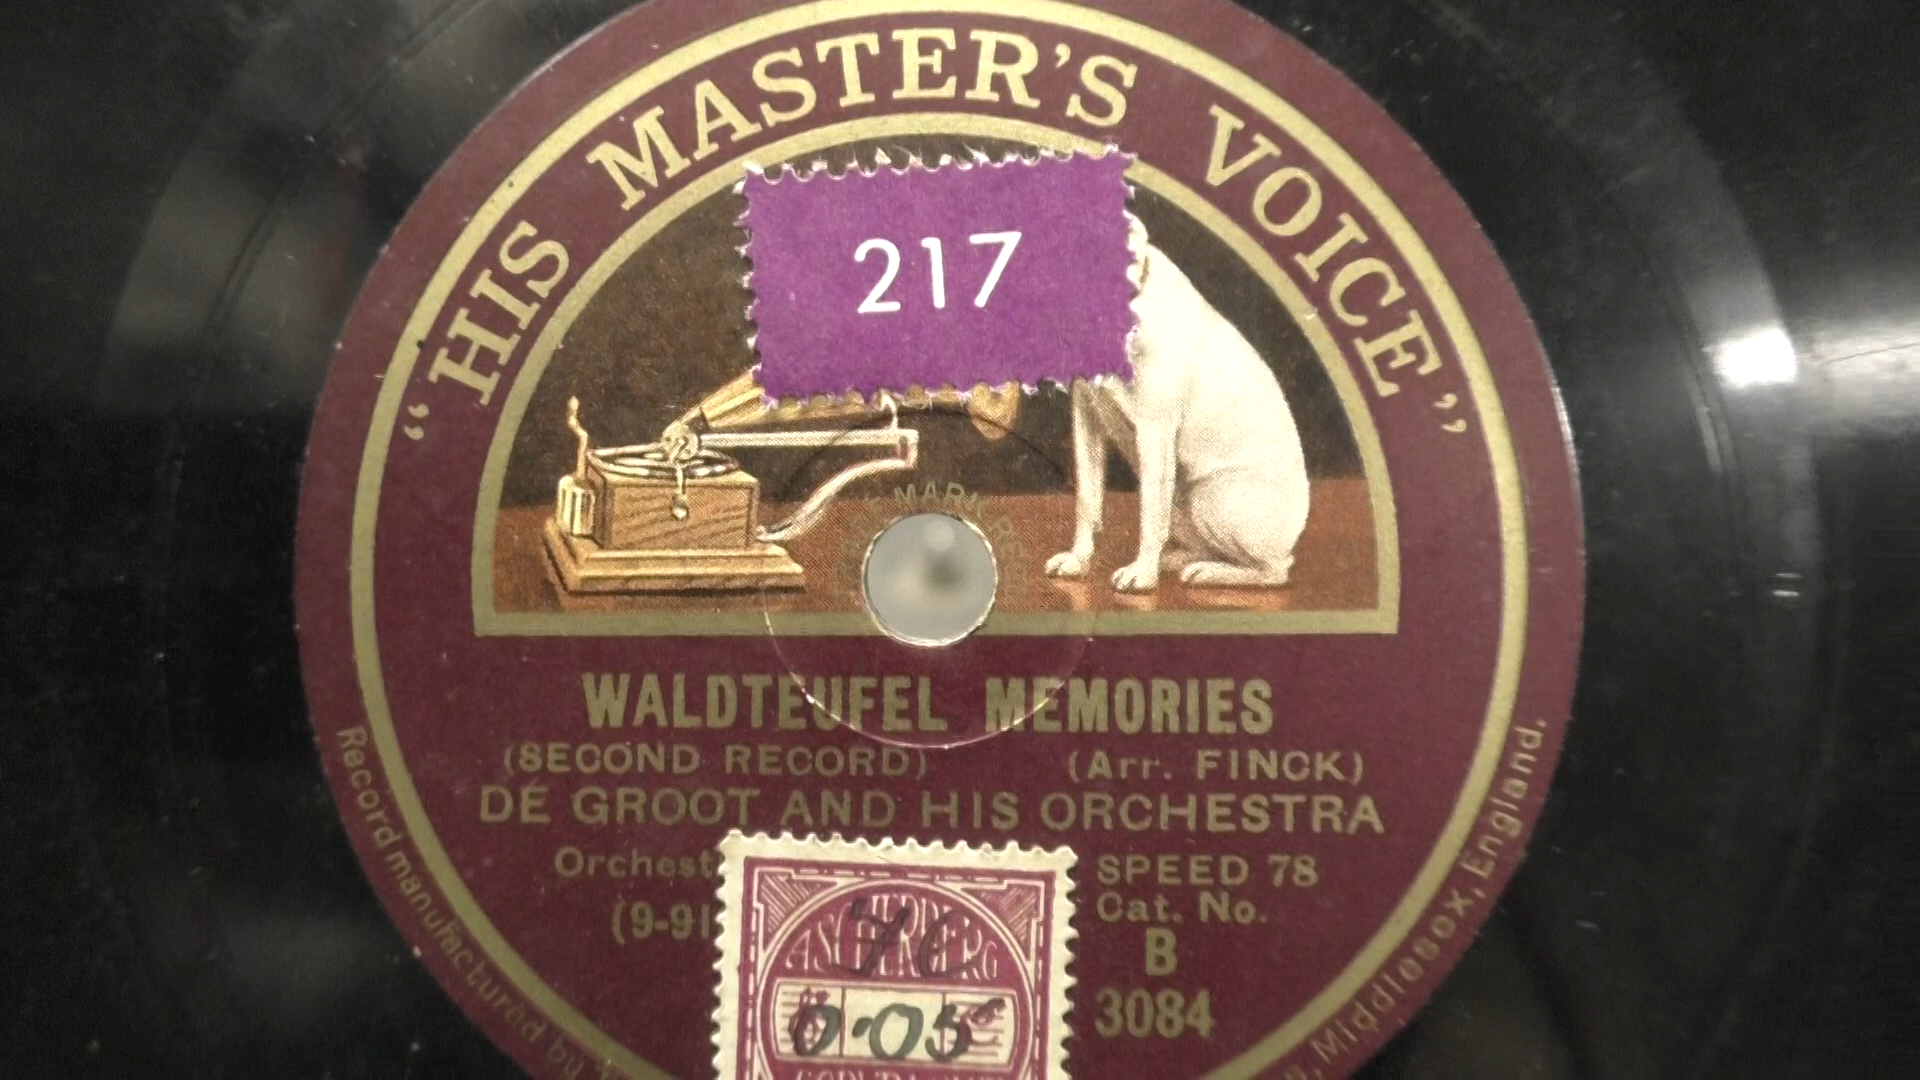 “HIS MASTER'S VOICE”
217
WALDTEUFEL MEMORIES
(SECOND RECORD) (Arr. FINCK)
DE GROOT AND HIS ORCHESTRA
SPEED 78
Cat. No.
B
3084
ASCHERBERG
0·05
Record manufactured by
Middlesex, England.